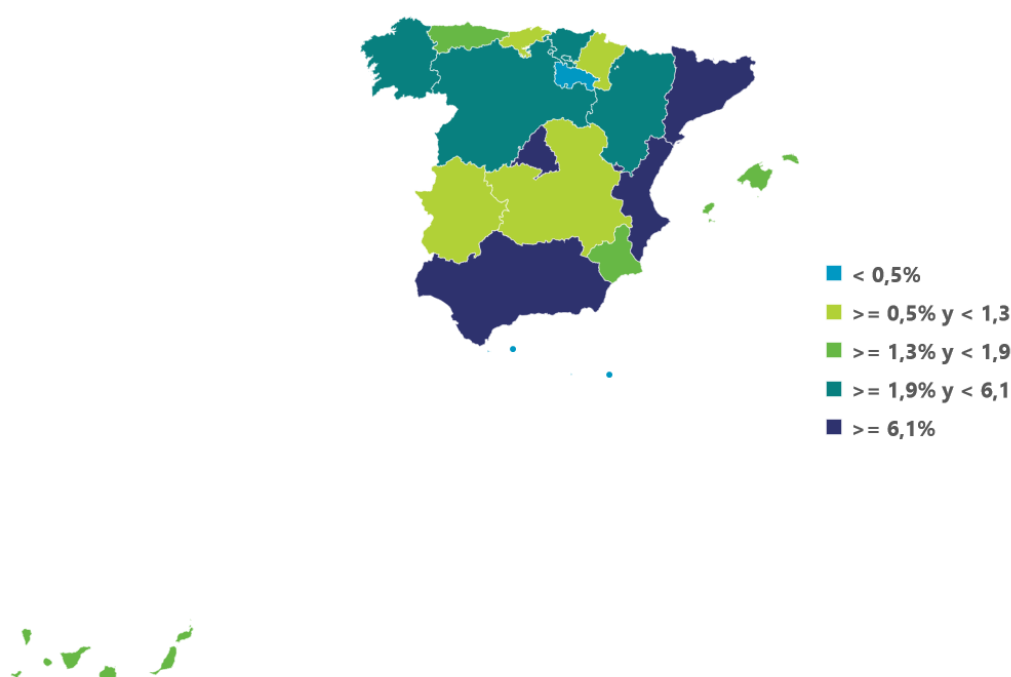 < 0,5%
>= 0,5% y < 1,3
>= 1,3% y < 1,9
>= 1,9% y < 6,1
>= 6,1%